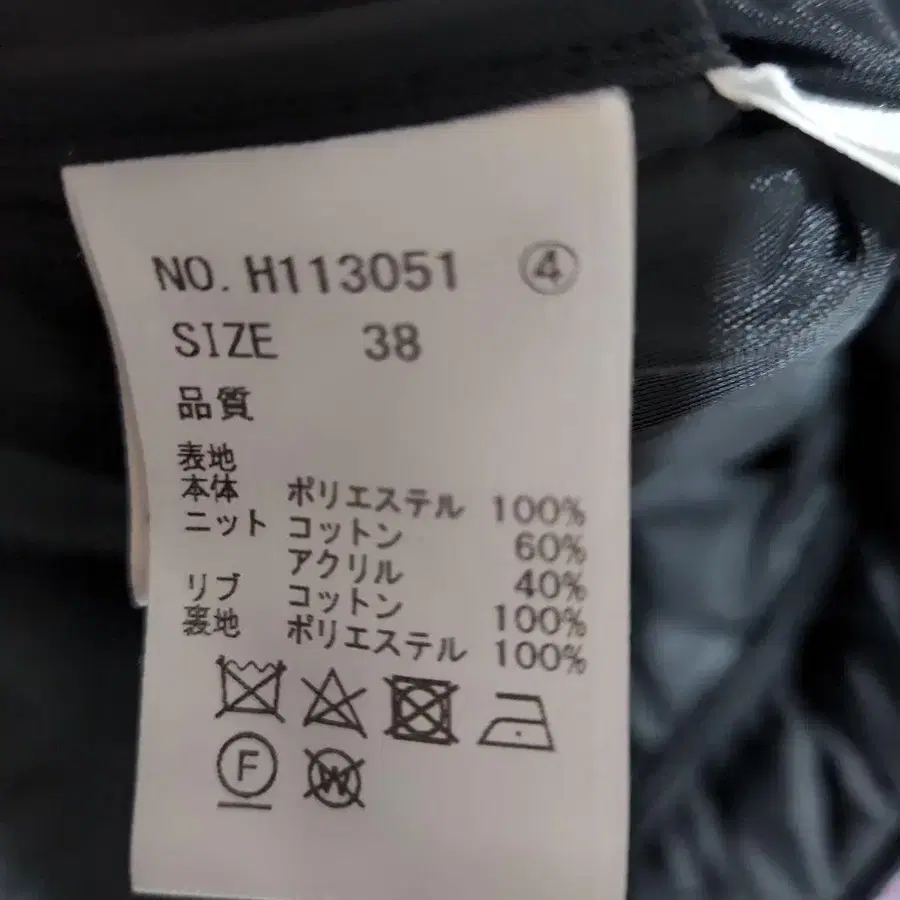 NO. H113051 ④
SIZE 38
品質
表地
本体 ポリエステル 100%
ニット コットン 60%
アクリル 40%
リブ コットン 100%
裏地 ポリエステル 100%
F W